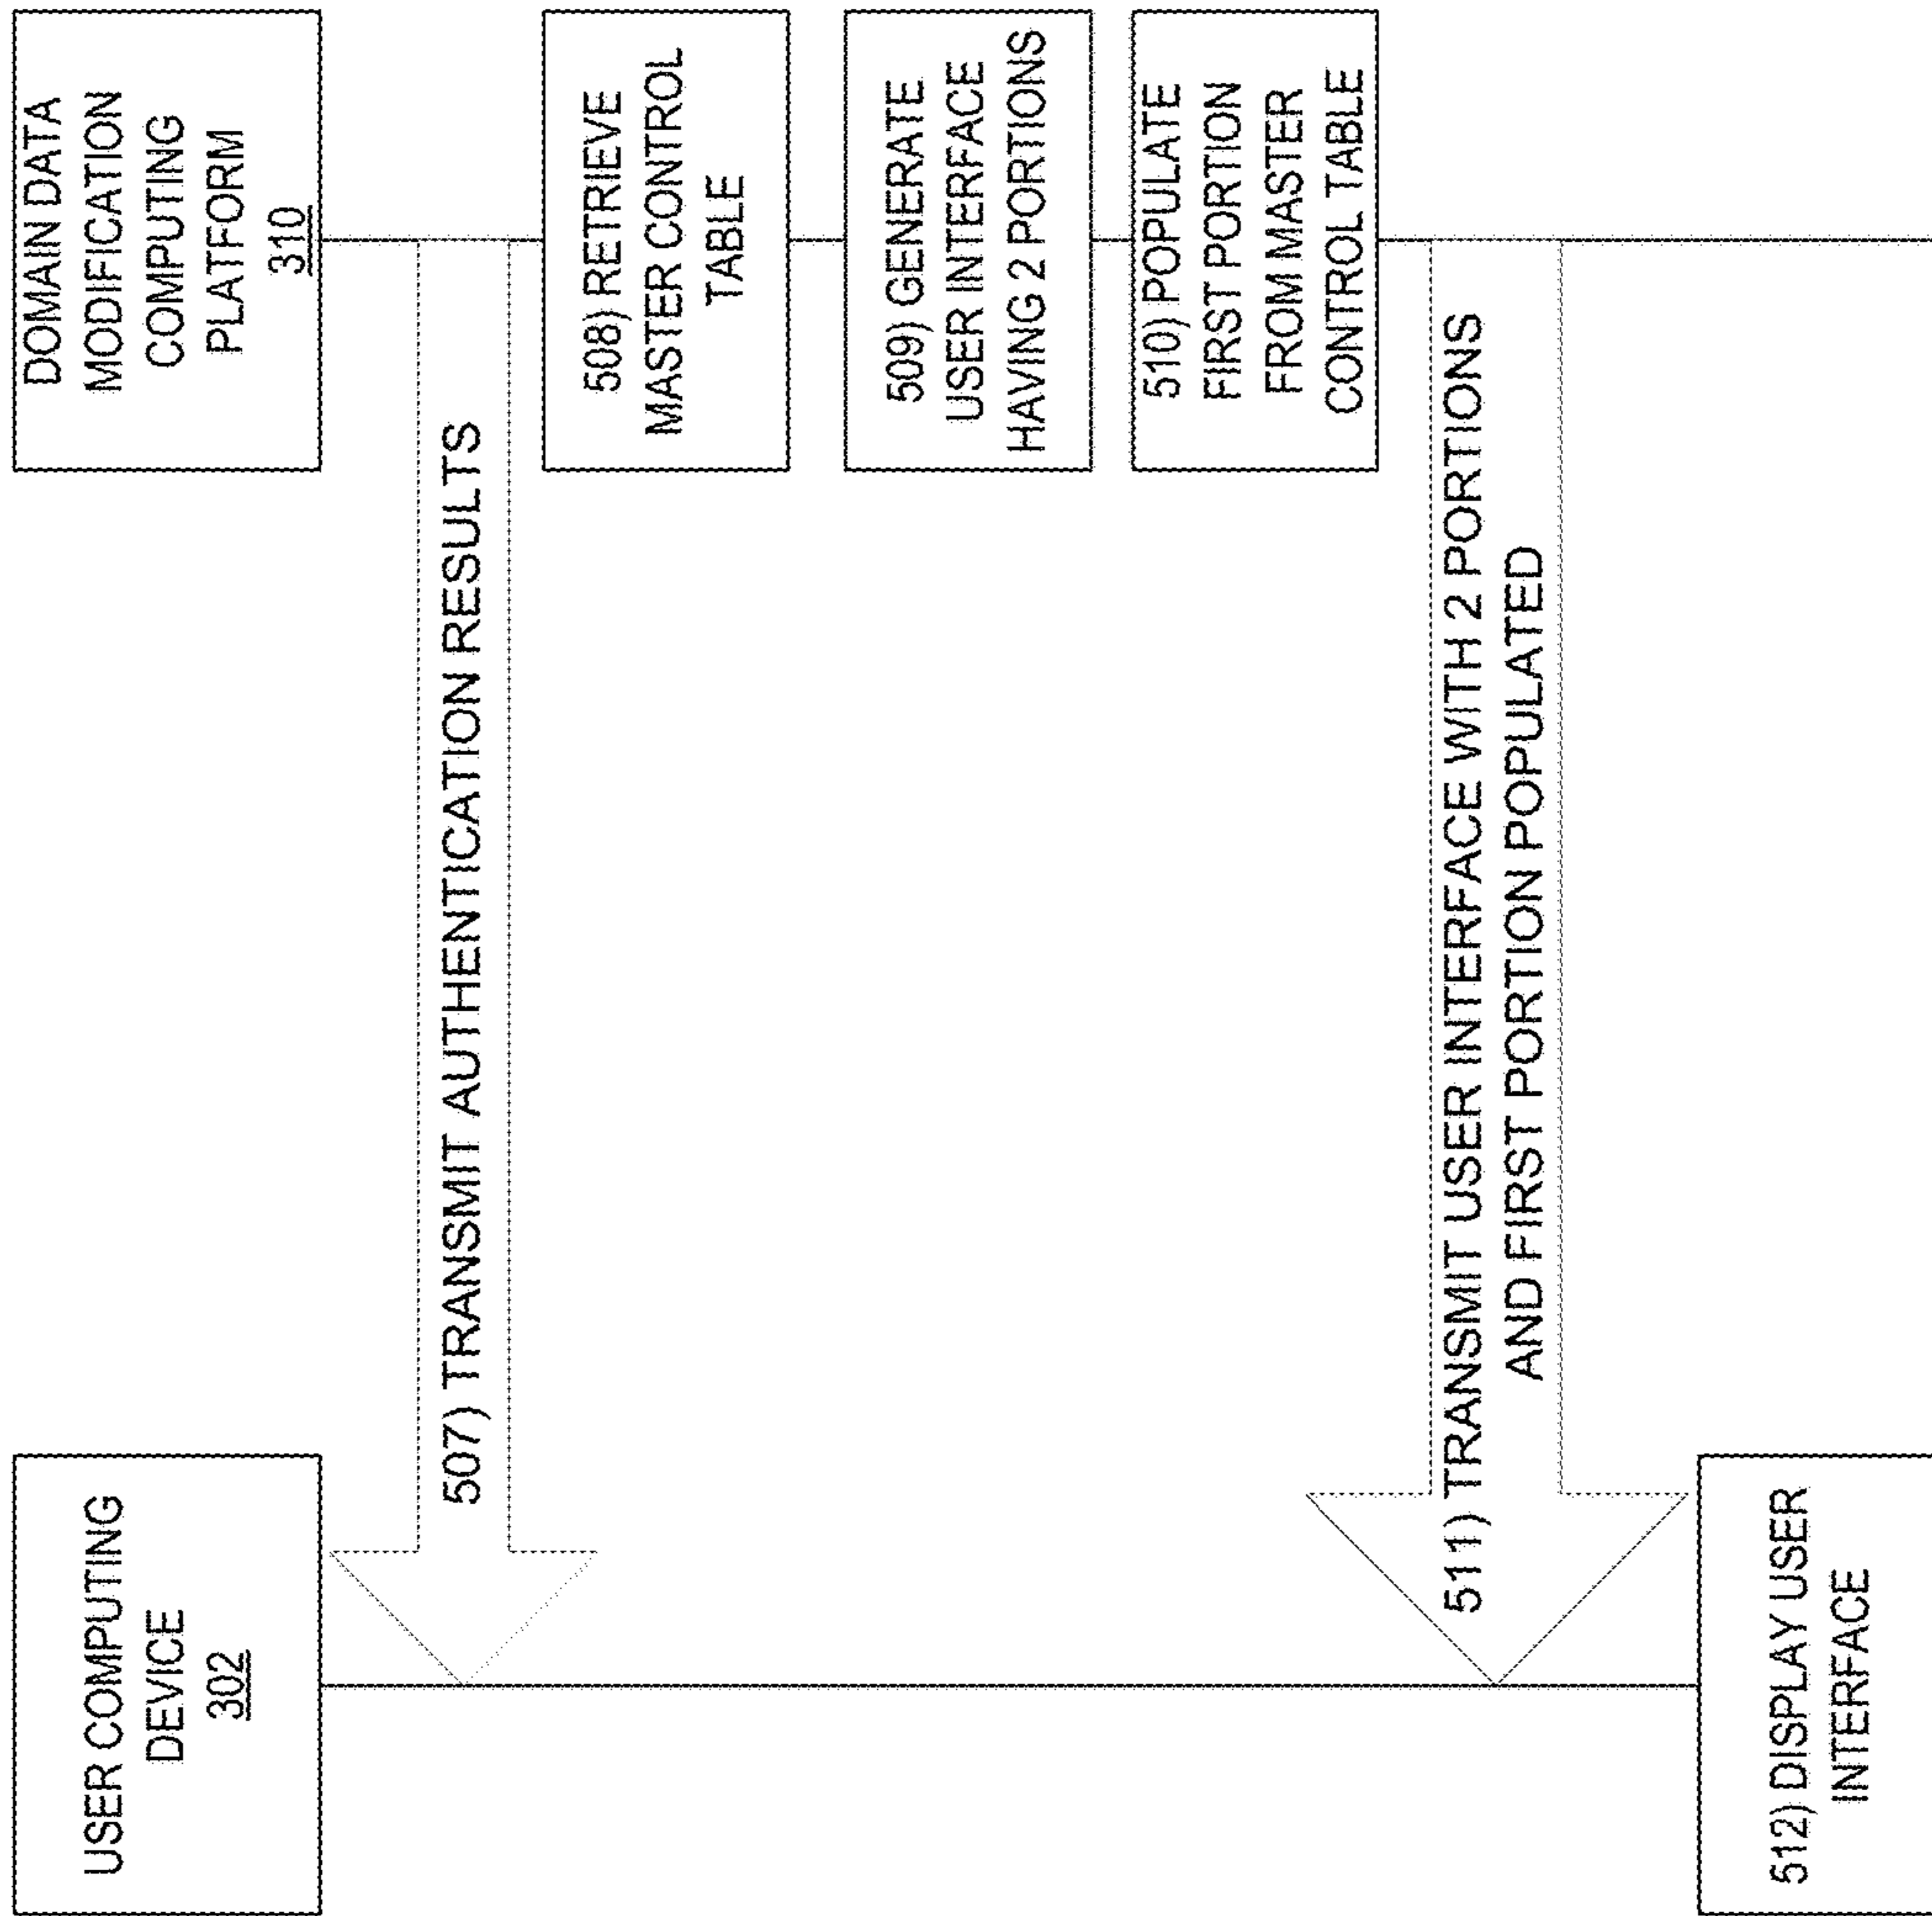 USER COMPUTING
DEVICE
302
DOMAIN DATA
MODIFICATION
COMPUTING
PLATFORM
310
507) TRANSMIT AUTHENTICATION RESULTS
508) RETRIEVE
MASTER CONTROL
TABLE
509) GENERATE
USER INTERFACE
HAVING 2 PORTIONS
510) POPULATE
FIRST PORTION
FROM MASTER
CONTROL TABLE
511) TRANSMIT USER INTERFACE WITH 2 PORTIONS
AND FIRST PORTION POPULATED
512) DISPLAY USER
INTERFACE